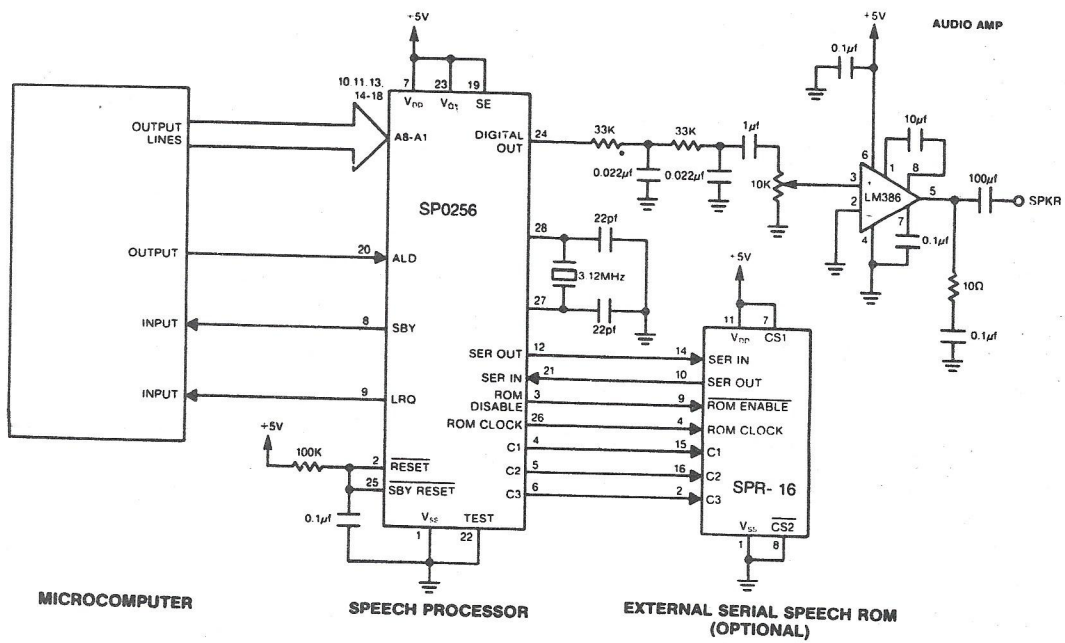 +5V
AUDIO AMP
+5V
0.1µf
7
23
19
V_DD
V_D1
SE
10.11.13.
14-18
OUTPUT
LINES
A8-A1
DIGITAL
OUT
24
33K
33K
1µf
0.022µf
0.022µf
10K
10µf
6
1
8
3
+
LM386
5
100µf
SPKR
2
−
7
4
0.1µf
10Ω
0.1µf
SP0256
28
22pf
3.12MHz
27
22pf
OUTPUT
20
ALD
INPUT
8
SBY
INPUT
9
LRQ
+5V
11
7
V_DD
CS1
SER OUT
12
14
SER IN
SER IN
21
10
SER OUT
ROM
DISABLE
3
9
ROM ENABLE
ROM CLOCK
26
4
ROM CLOCK
C1
4
15
C1
C2
5
16
C2
C3
6
2
C3
SPR-16
+5V
100K
2
RESET
25
SBY RESET
0.1µf
V_SS
TEST
1
22
V_SS
CS2
1
8
MICROCOMPUTER
SPEECH PROCESSOR
EXTERNAL SERIAL SPEECH ROM
(OPTIONAL)